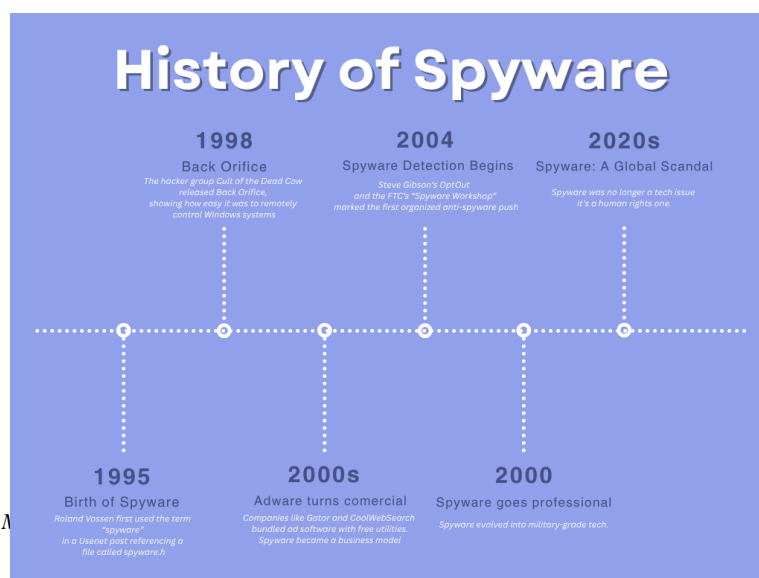 History of Spyware
1998
Back Orifice
The hacker group Cult of the Dead Cow
released Back Orifice,
showing how easy it was to remotely
control Windows systems
2004
Spyware Detection Begins
Steve Gibson's OptOut
and the FTC's "Spyware Workshop"
marked the first organized anti-spyware push
2020s
Spyware: A Global Scandal
Spyware was no longer a tech issue
it's a human rights one.
1995
Birth of Spyware
Roland Vossen first used the term
"spyware"
in a Usenet post referencing a
file called spyware.h
2000s
Adware turns comercial
Companies like Gator and CoolWebSearch
bundled ad software with free utilities.
Spyware became a business model
2000
Spyware goes professional
Spyware evolved into military-grade tech.